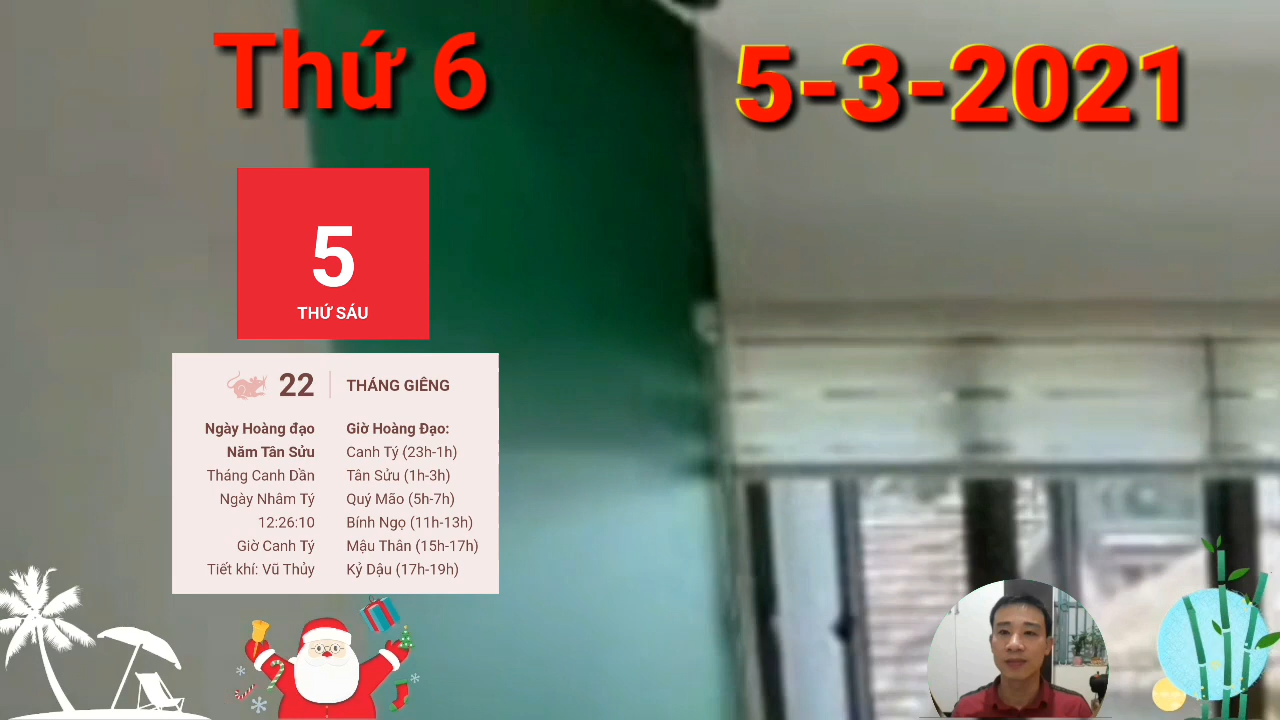 Thứ 6
5-3-2021
5
THỨ SÁU
22 THÁNG GIÊNG
Ngày Hoàng đạo
Năm Tân Sửu
Tháng Canh Dần
Ngày Nhâm Tý
12:26:10
Giờ Canh Tý
Tiết khí: Vũ Thủy
Giờ Hoàng Đạo:
Canh Tý (23h-1h)
Tân Sửu (1h-3h)
Quý Mão (5h-7h)
Bính Ngọ (11h-13h)
Mậu Thân (15h-17h)
Kỷ Dậu (17h-19h)